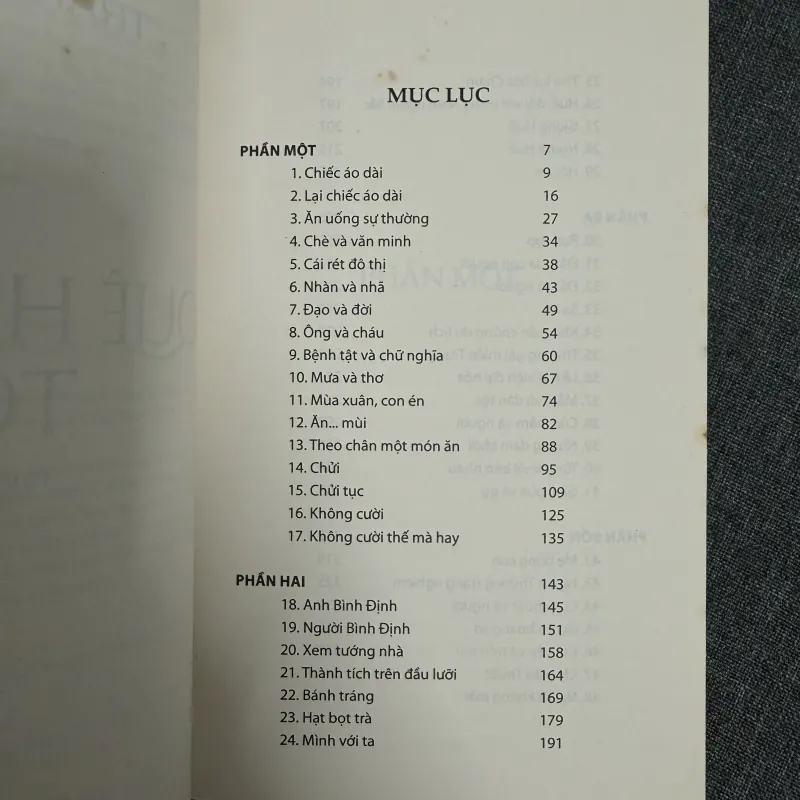 MỤC LỤC
PHẦN MỘT 7
1. Chiếc áo dài 9
2. Lại chiếc áo dài 16
3. Ăn uống sự thường 27
4. Chè và văn minh 34
5. Cái rét đô thị 38
6. Nhàn và nhã 43
7. Đạo và đời 49
8. Ông và cháu 54
9. Bệnh tật và chữ nghĩa 60
10. Mưa và thơ 67
11. Mùa xuân, con én 74
12. Ăn... mùi 82
13. Theo chân một món ăn 88
14. Chửi 95
15. Chửi tục 109
16. Không cười 125
17. Không cười thế mà hay 135
PHẦN HAI 143
18. Anh Bình Định 145
19. Người Bình Định 151
20. Xem tướng nhà 158
21. Thành tích trên đầu lưỡi 164
22. Bánh tráng 169
23. Hạt bọt trà 179
24. Mình với ta 191